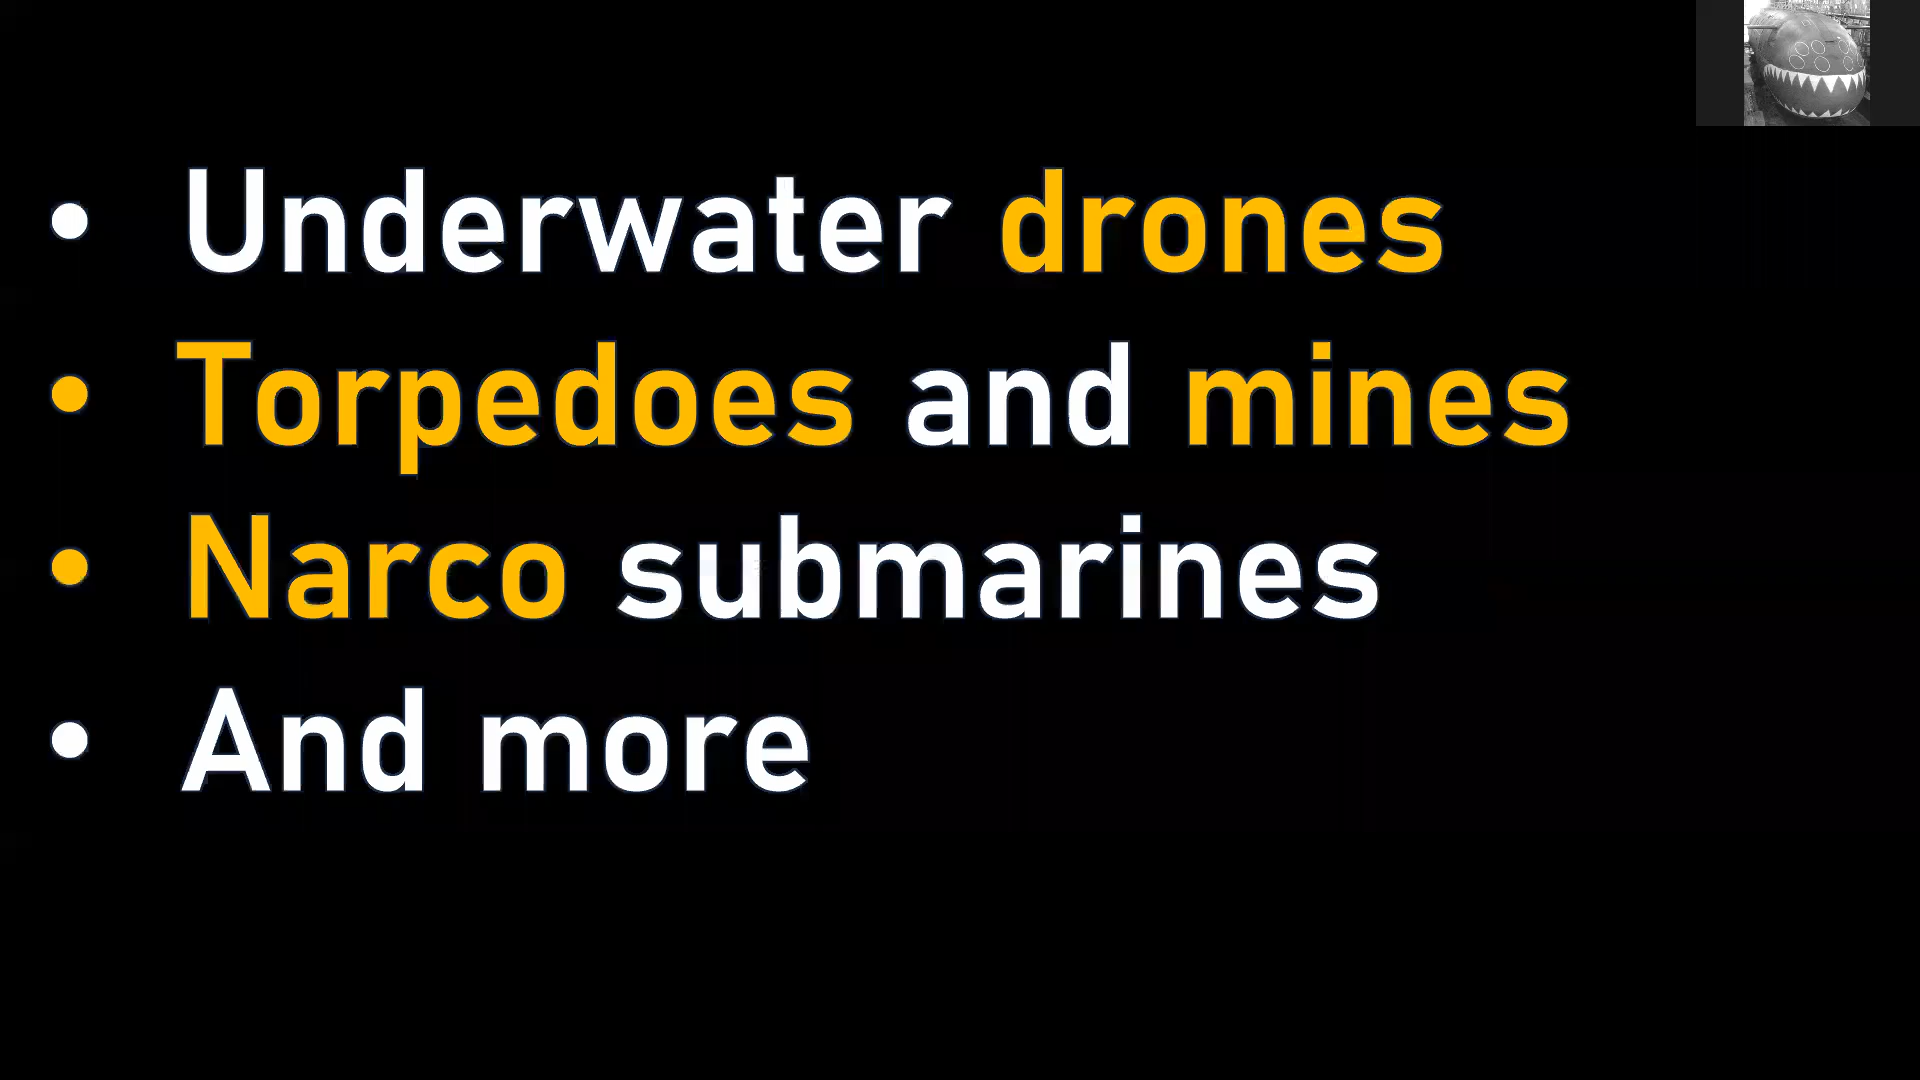 • Underwater drones
• Torpedoes and mines
• Narco submarines
• And more